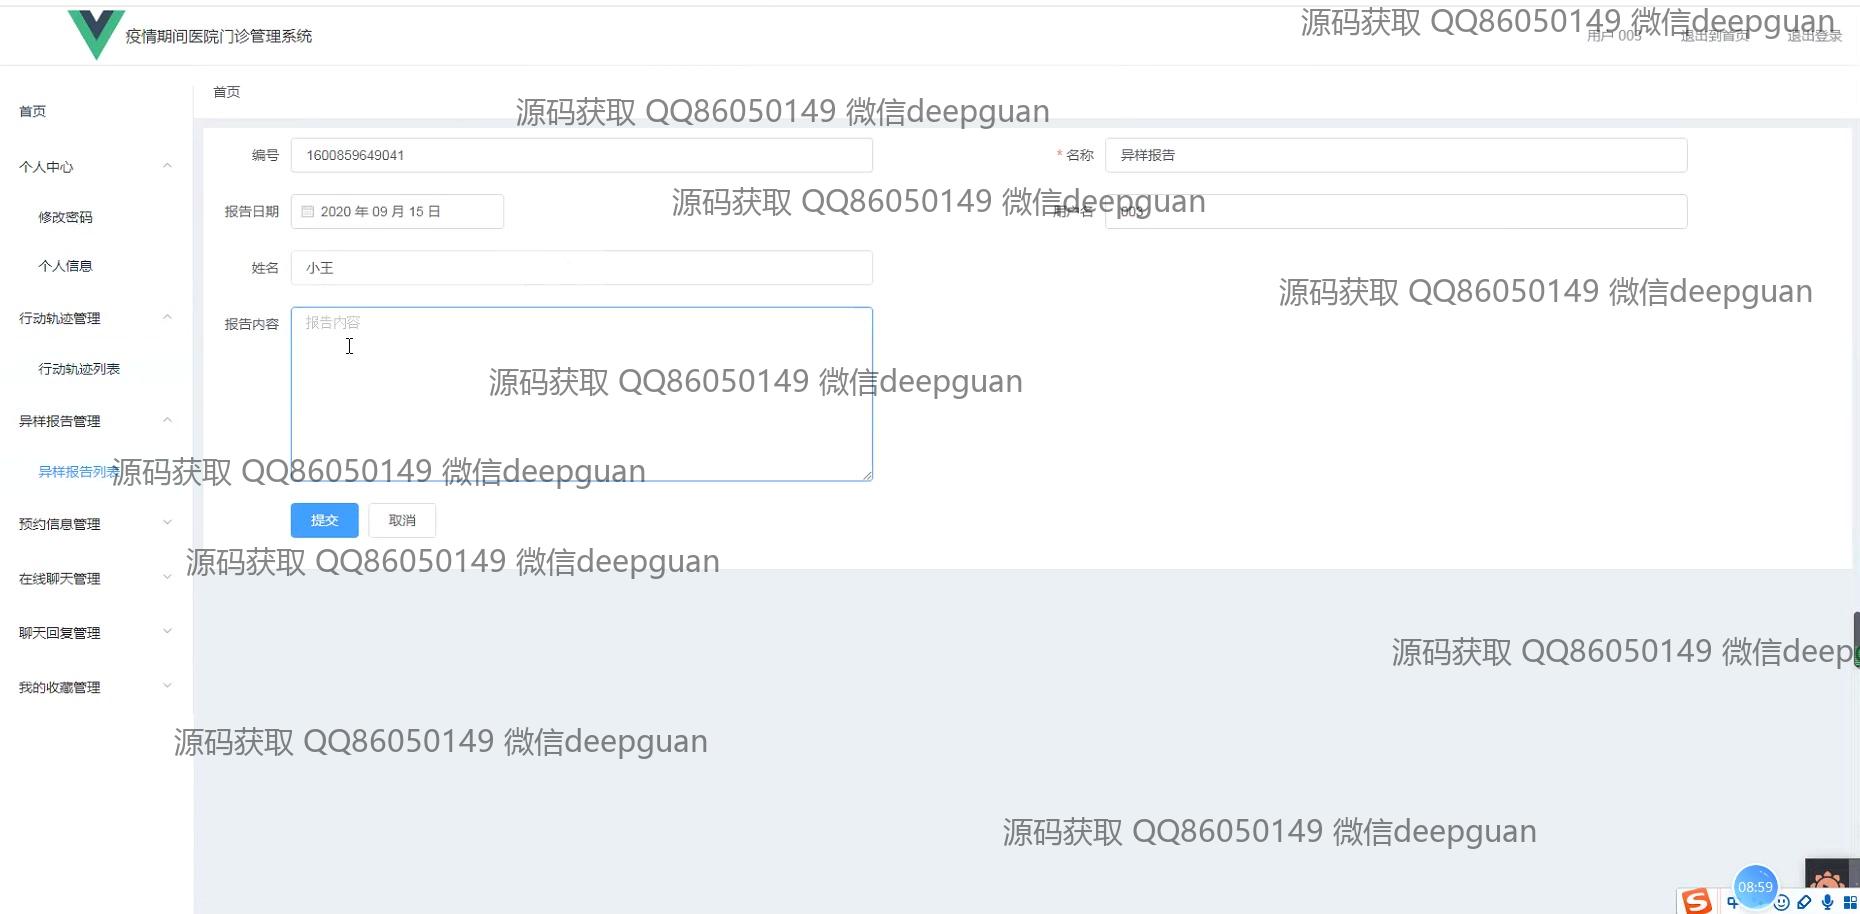 疫情期间医院门诊管理系统
源码获取 QQ86050149 微信deepguan
用户 003
退出到首页
退出登录
首页
首页
源码获取 QQ86050149 微信deepguan
编号
1600859649041
* 名称
异样报告
个人中心
源码获取 QQ86050149 微信deepguan
报告日期
2020 年 09 月 15 日
用户名
003
修改密码
个人信息
姓名
小王
源码获取 QQ86050149 微信deepguan
行动轨迹管理
报告内容
报告内容
行动轨迹列表
源码获取 QQ86050149 微信deepguan
异样报告管理
异样报告列表
源码获取 QQ86050149 微信deepguan
预约信息管理
提交
取消
源码获取 QQ86050149 微信deepguan
在线聊天管理
聊天回复管理
源码获取 QQ86050149 微信deep
我的收藏管理
源码获取 QQ86050149 微信deepguan
源码获取 QQ86050149 微信deepguan
08:59